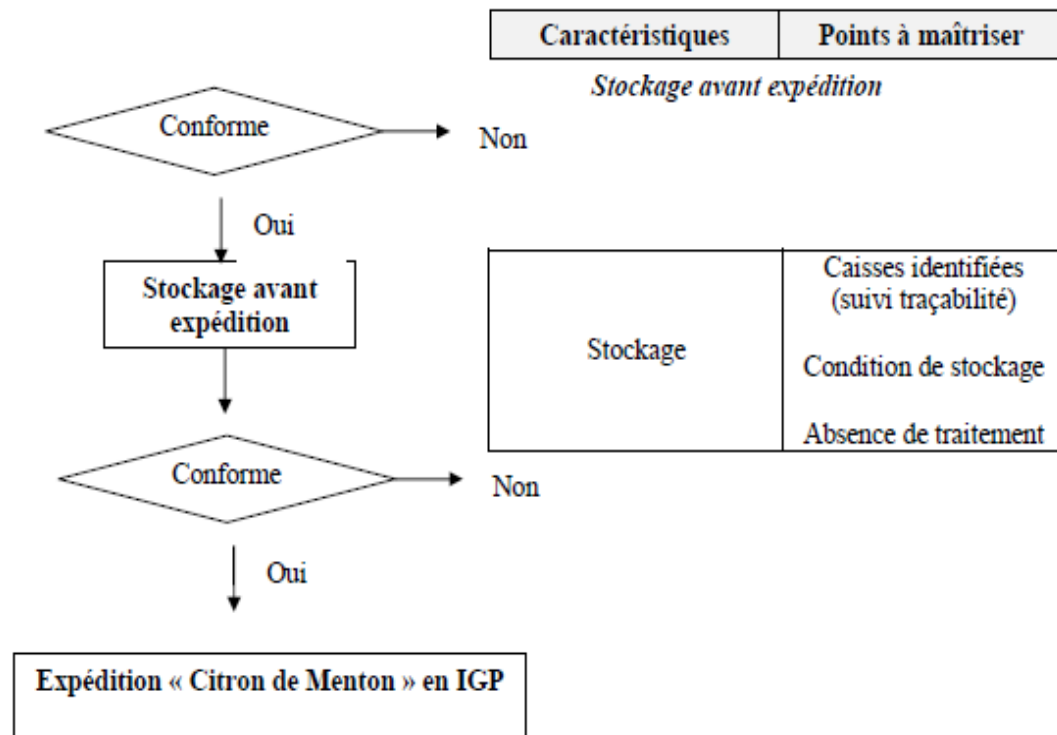 Caractéristiques Points à maîtriser
Stockage avant expédition
Conforme
Non
Oui
Stockage avant
expédition
Stockage
Caisses identifiées
(suivi traçabilité)
Condition de stockage
Absence de traitement
Conforme
Non
Oui
Expédition « Citron de Menton » en IGP